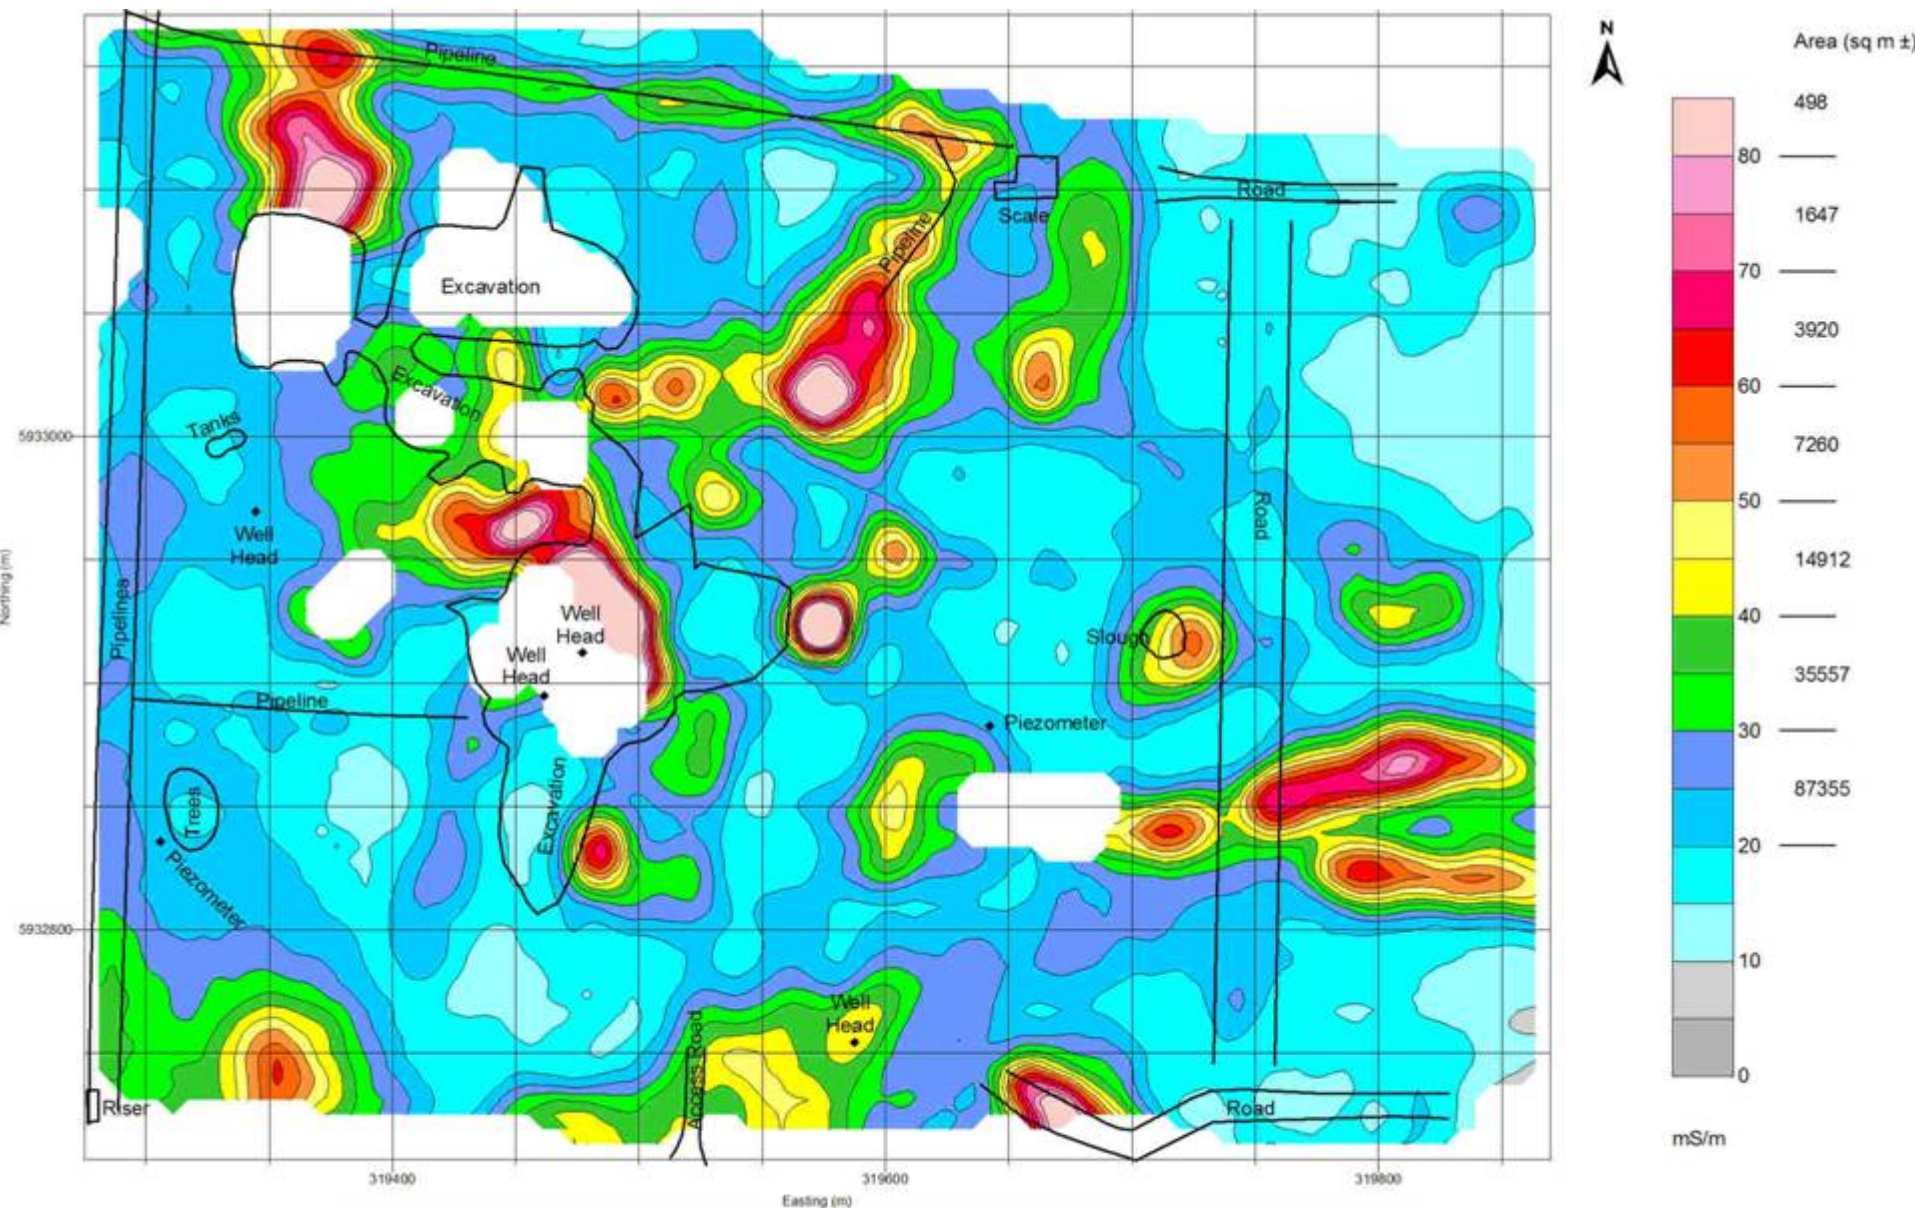 N
Area (sq m ±)
Pipeline
498
80
Road
1647
Scale
Pipeline
70
Excavation
3920
60
Excavation
Tanks
5933000
7260
50
Road
Well
Head
14912
Northing (m)
Pipelines
40
Well
Head
Slough
Well
Head
35557
Pipeline
Piezometer
30
Excavation
87355
Trees
20
Piezometer
5932800
10
Well
Head
Access Road
Riser
Road
0
mS/m
319400
319600
319800
Easting (m)